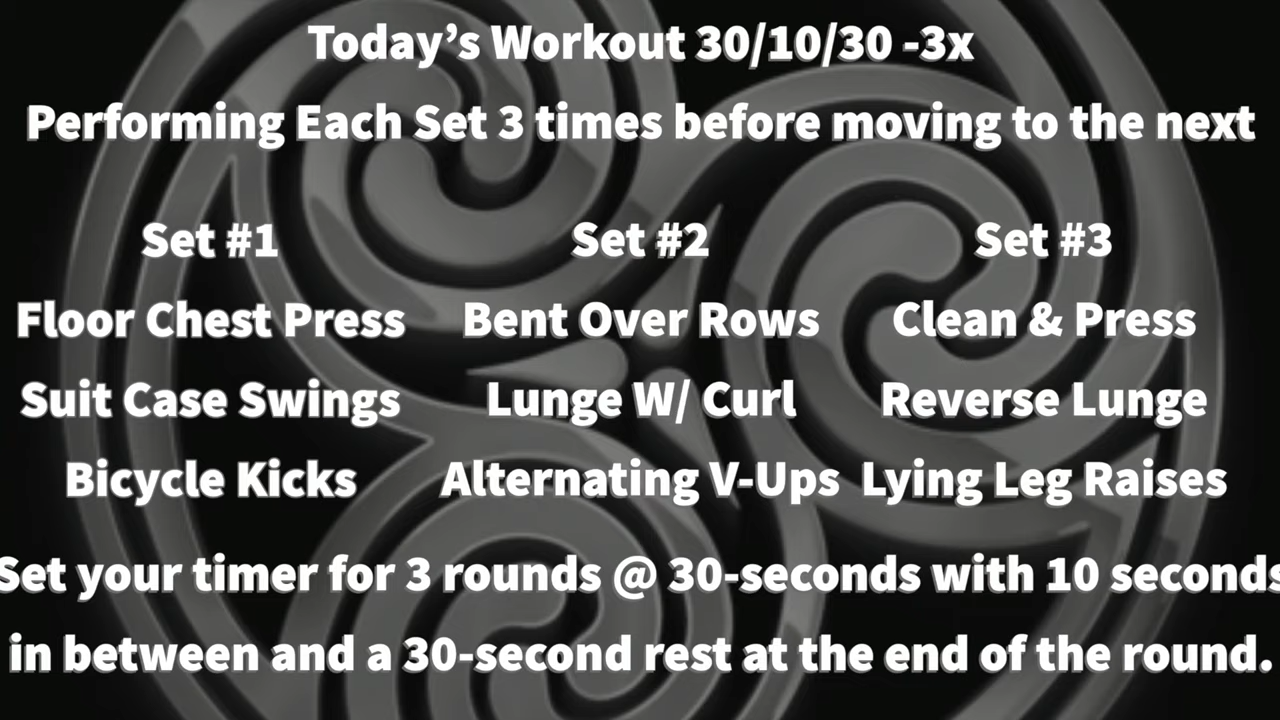 Today's Workout 30/10/30 -3x
Performing Each Set 3 times before moving to the next
Set #1 Set #2 Set #3
Floor Chest Press Bent Over Rows Clean & Press
Suit Case Swings Lunge W/ Curl Reverse Lunge
Bicycle Kicks Alternating V-Ups Lying Leg Raises
Set your timer for 3 rounds @ 30-seconds with 10 seconds
in between and a 30-second rest at the end of the round.